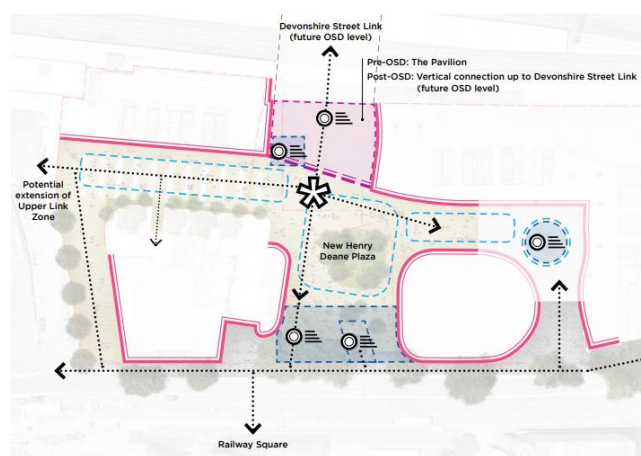 Devonshire Street Link
(future OSD level)
Pre-OSD: The Pavilion
Post-OSD: Vertical connection up to Devonshire Street Link
(future OSD level)
Potential
extension of
Upper Link
Zone
New Henry
Deane Plaza
Railway Square